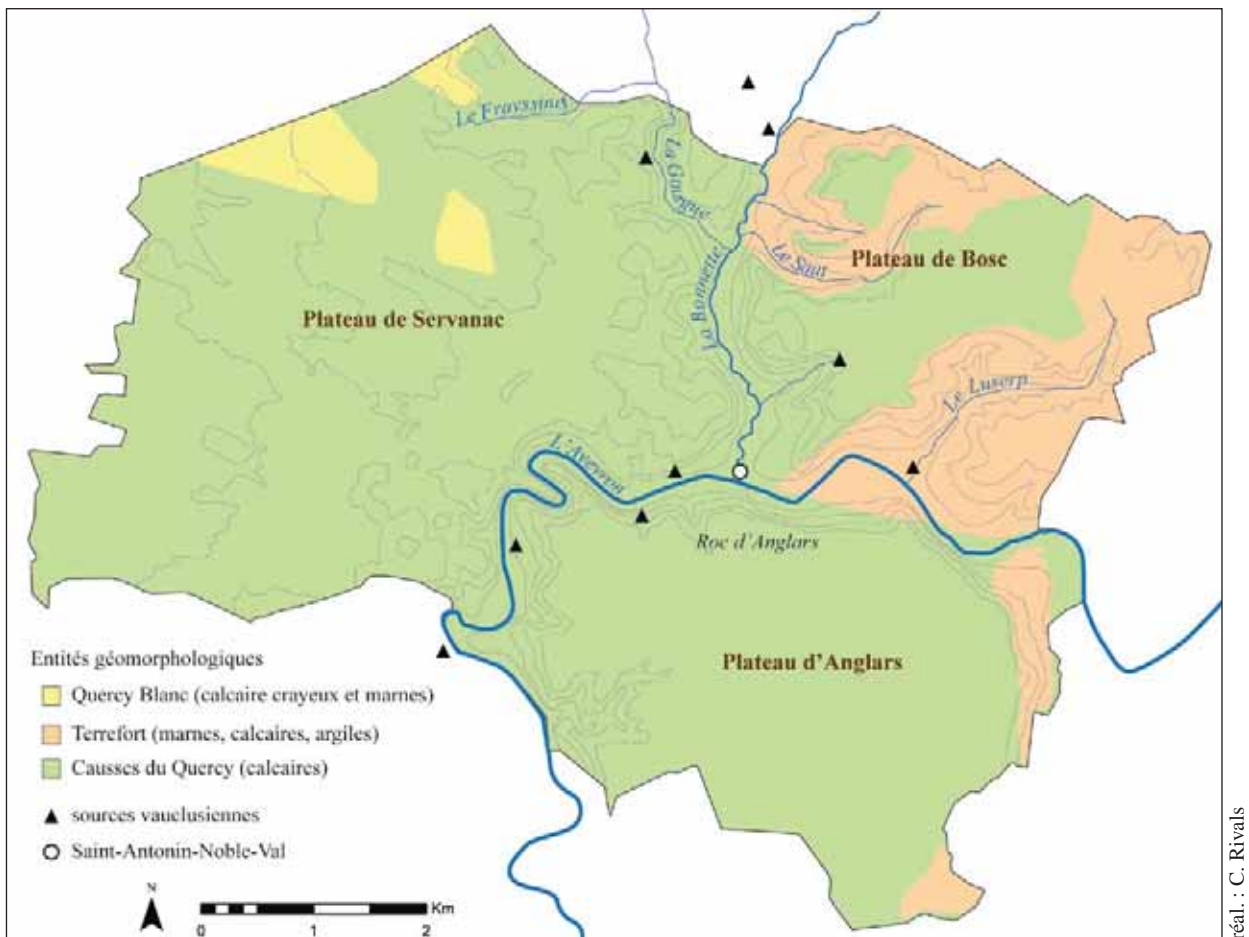 Le Frayssinet
La Gourgue
La Bonnette
Le Saut
Plateau de Bosc
Plateau de Servanac
Le Luserp
L'Aveyron
Roc d'Anglars
Plateau d'Anglars
Entités géomorphologiques
Quercy Blanc (calcaire crayeux et marnes)
Terrefort (marnes, calcaires, argiles)
Causses du Quercy (calcaires)
sources vauclusiennes
Saint-Antonin-Noble-Val
N
Km
0 1 2
réal. : C. Rivals